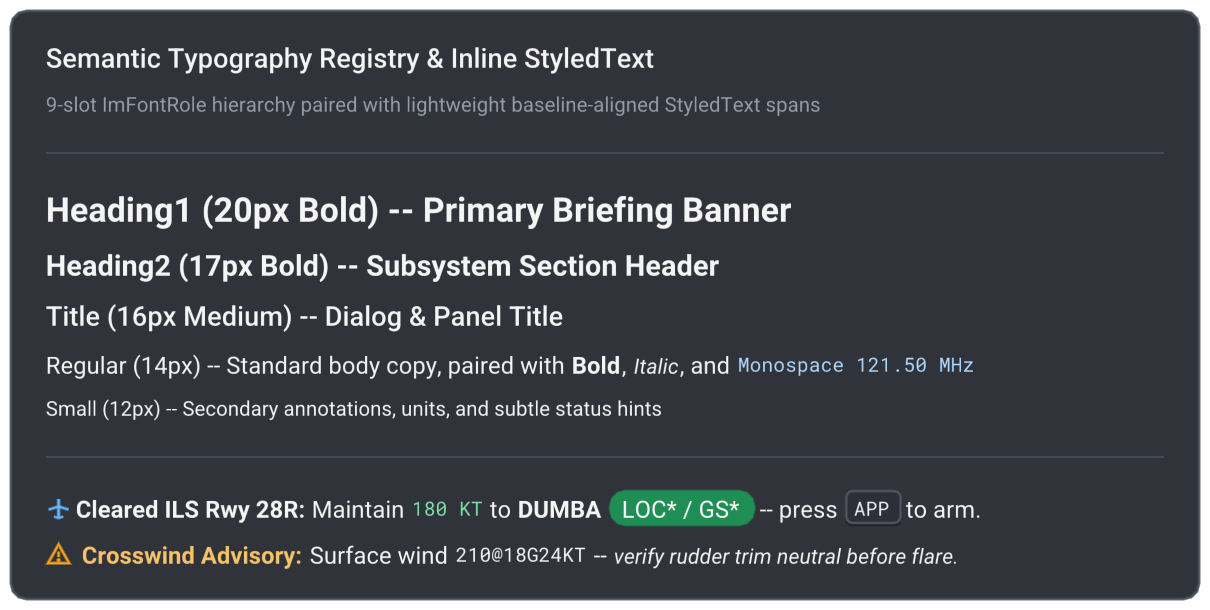 Semantic Typography Registry & Inline StyledText
9-slot ImFontRole hierarchy paired with lightweight baseline-aligned StyledText spans
Heading1 (20px Bold) -- Primary Briefing Banner
Heading2 (17px Bold) -- Subsystem Section Header
Title (16px Medium) -- Dialog & Panel Title
Regular (14px) -- Standard body copy, paired with Bold, Italic, and Monospace 121.50 MHz
Small (12px) -- Secondary annotations, units, and subtle status hints
Cleared ILS Rwy 28R: Maintain 180 KT to DUMBA LOC* / GS* -- press APP to arm.
Crosswind Advisory: Surface wind 210@18G24KT -- verify rudder trim neutral before flare.